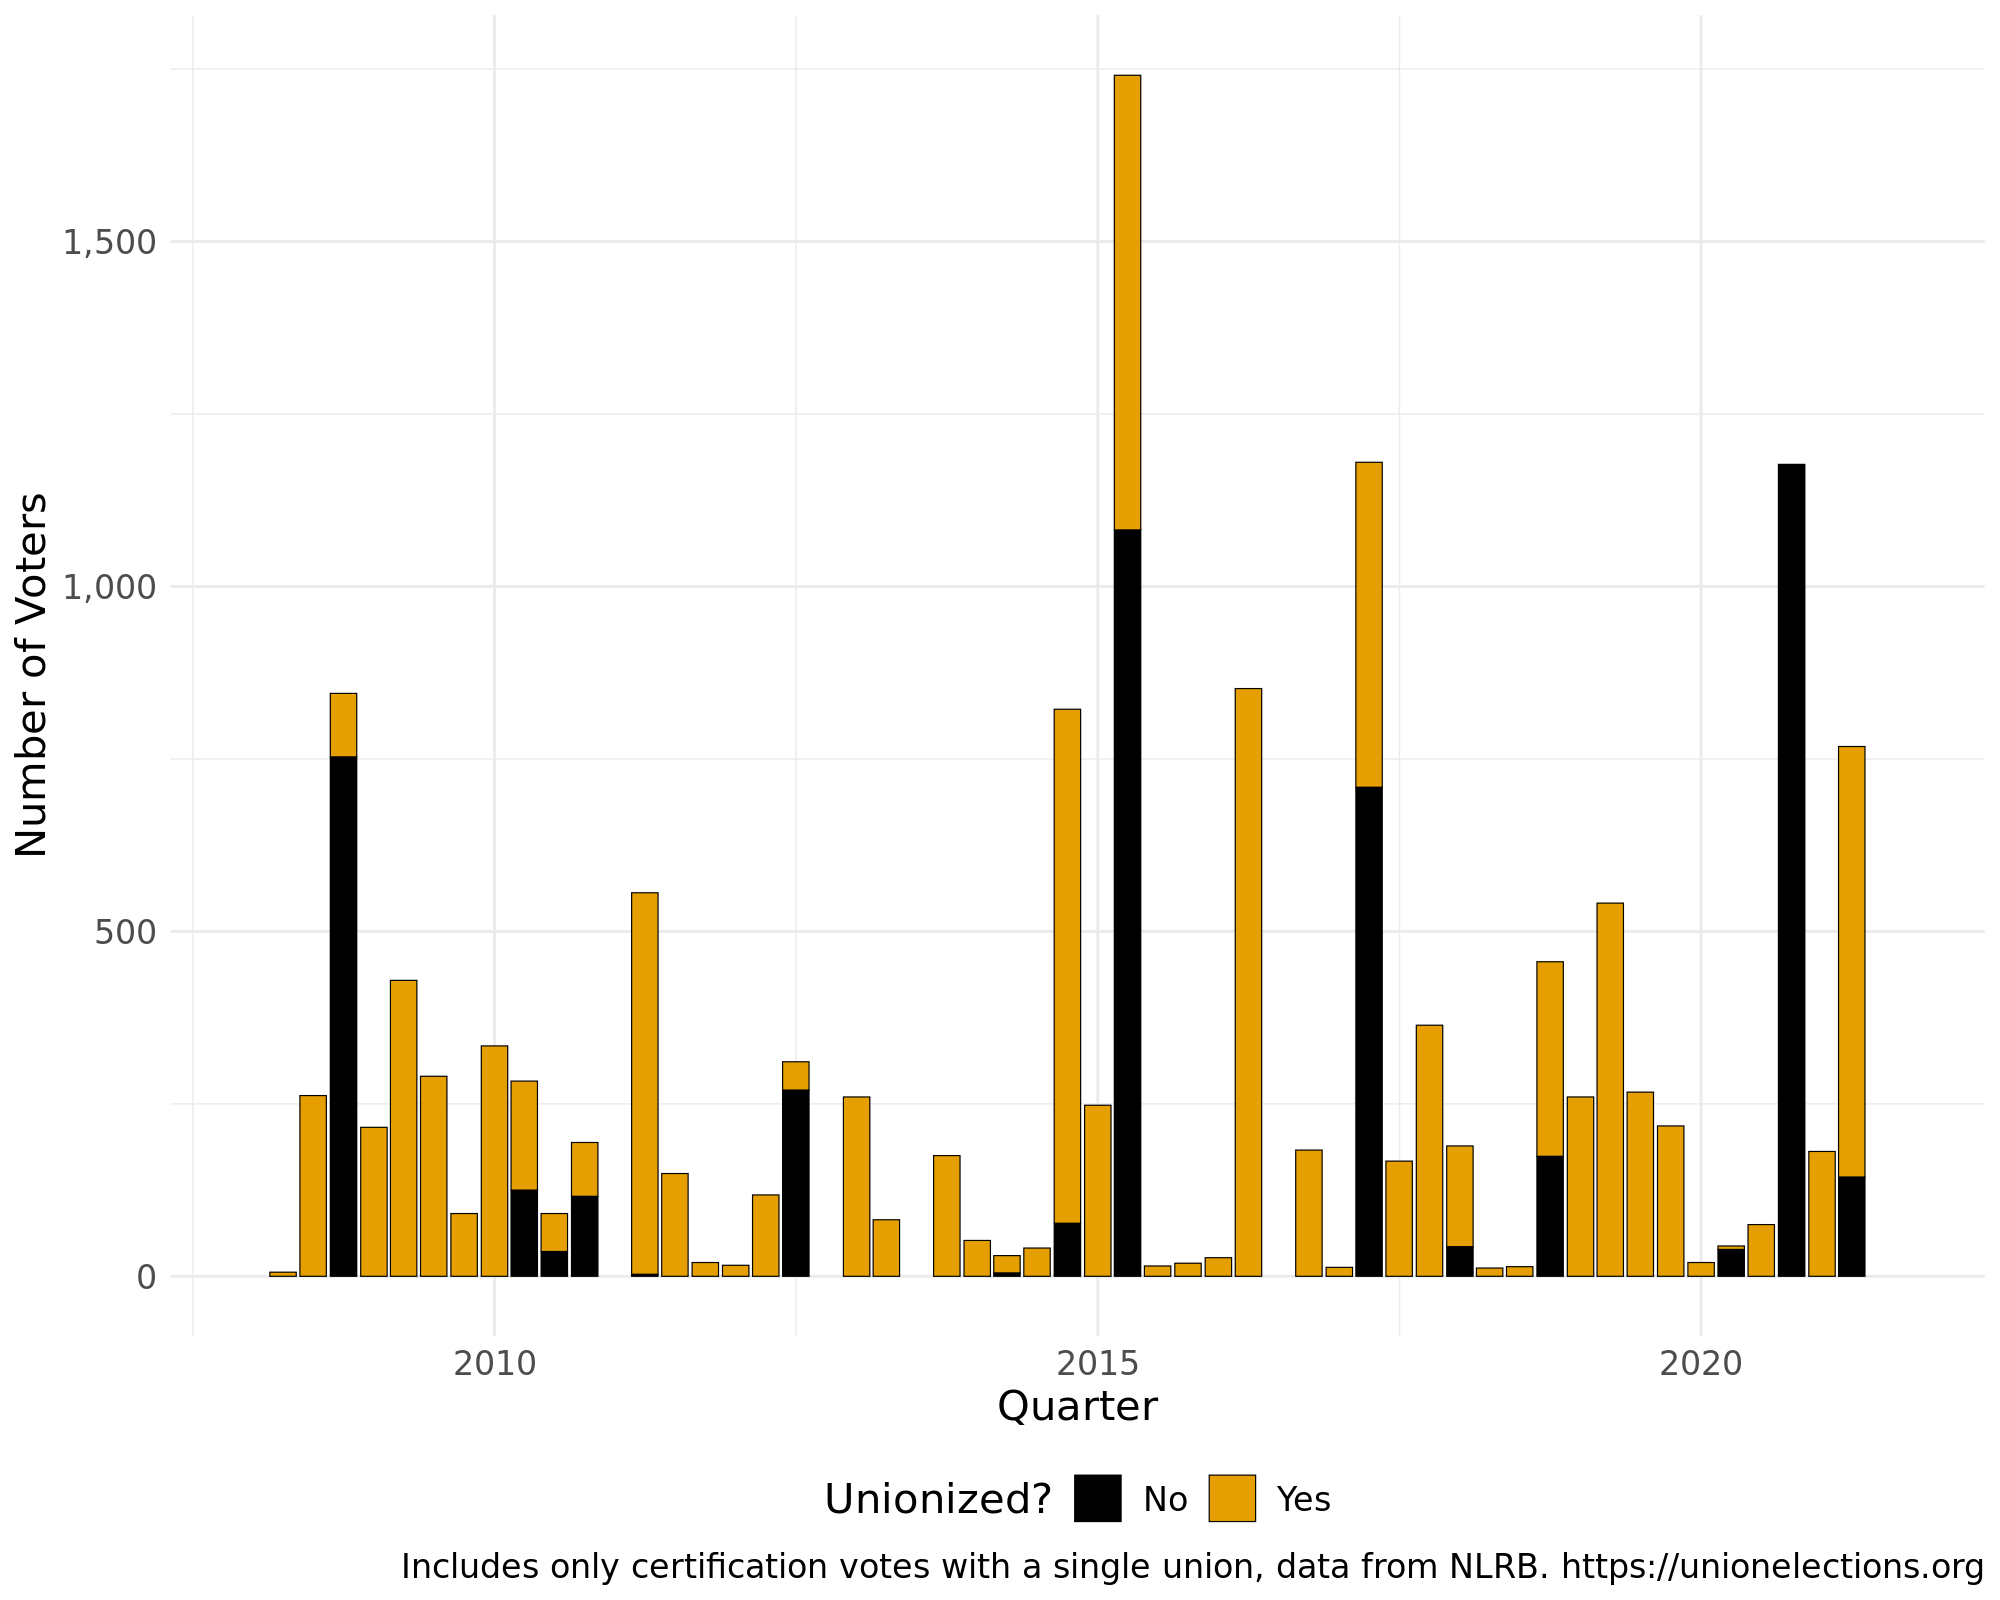 Number of Voters
1,500
1,000
500
0
2010 2015 2020
Quarter
Unionized? No Yes
Includes only certification votes with a single union, data from NLRB. https://unionelections.org